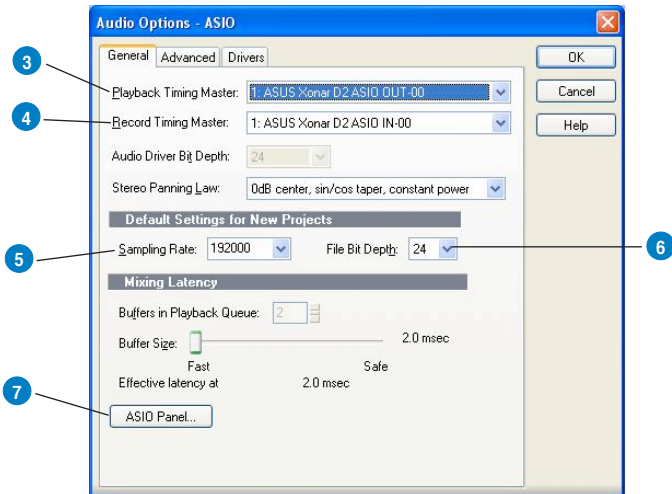 Audio Options - ASIO
General Advanced Drivers
OK
3
Playback Timing Master: 1: ASUS Xonar D2 ASIO OUT-00
Cancel
4
Record Timing Master: 1: ASUS Xonar D2 ASIO IN-00
Help
Audio Driver Bit Depth: 24
Stereo Panning Law: 0dB center, sin/cos taper, constant power
Default Settings for New Projects
5
Sampling Rate: 192000 File Bit Depth: 24
6
Mixing Latency
Buffers in Playback Queue: 2
Buffer Size: 2.0 msec
Fast Safe
Effective latency at 2.0 msec
7
ASIO Panel...